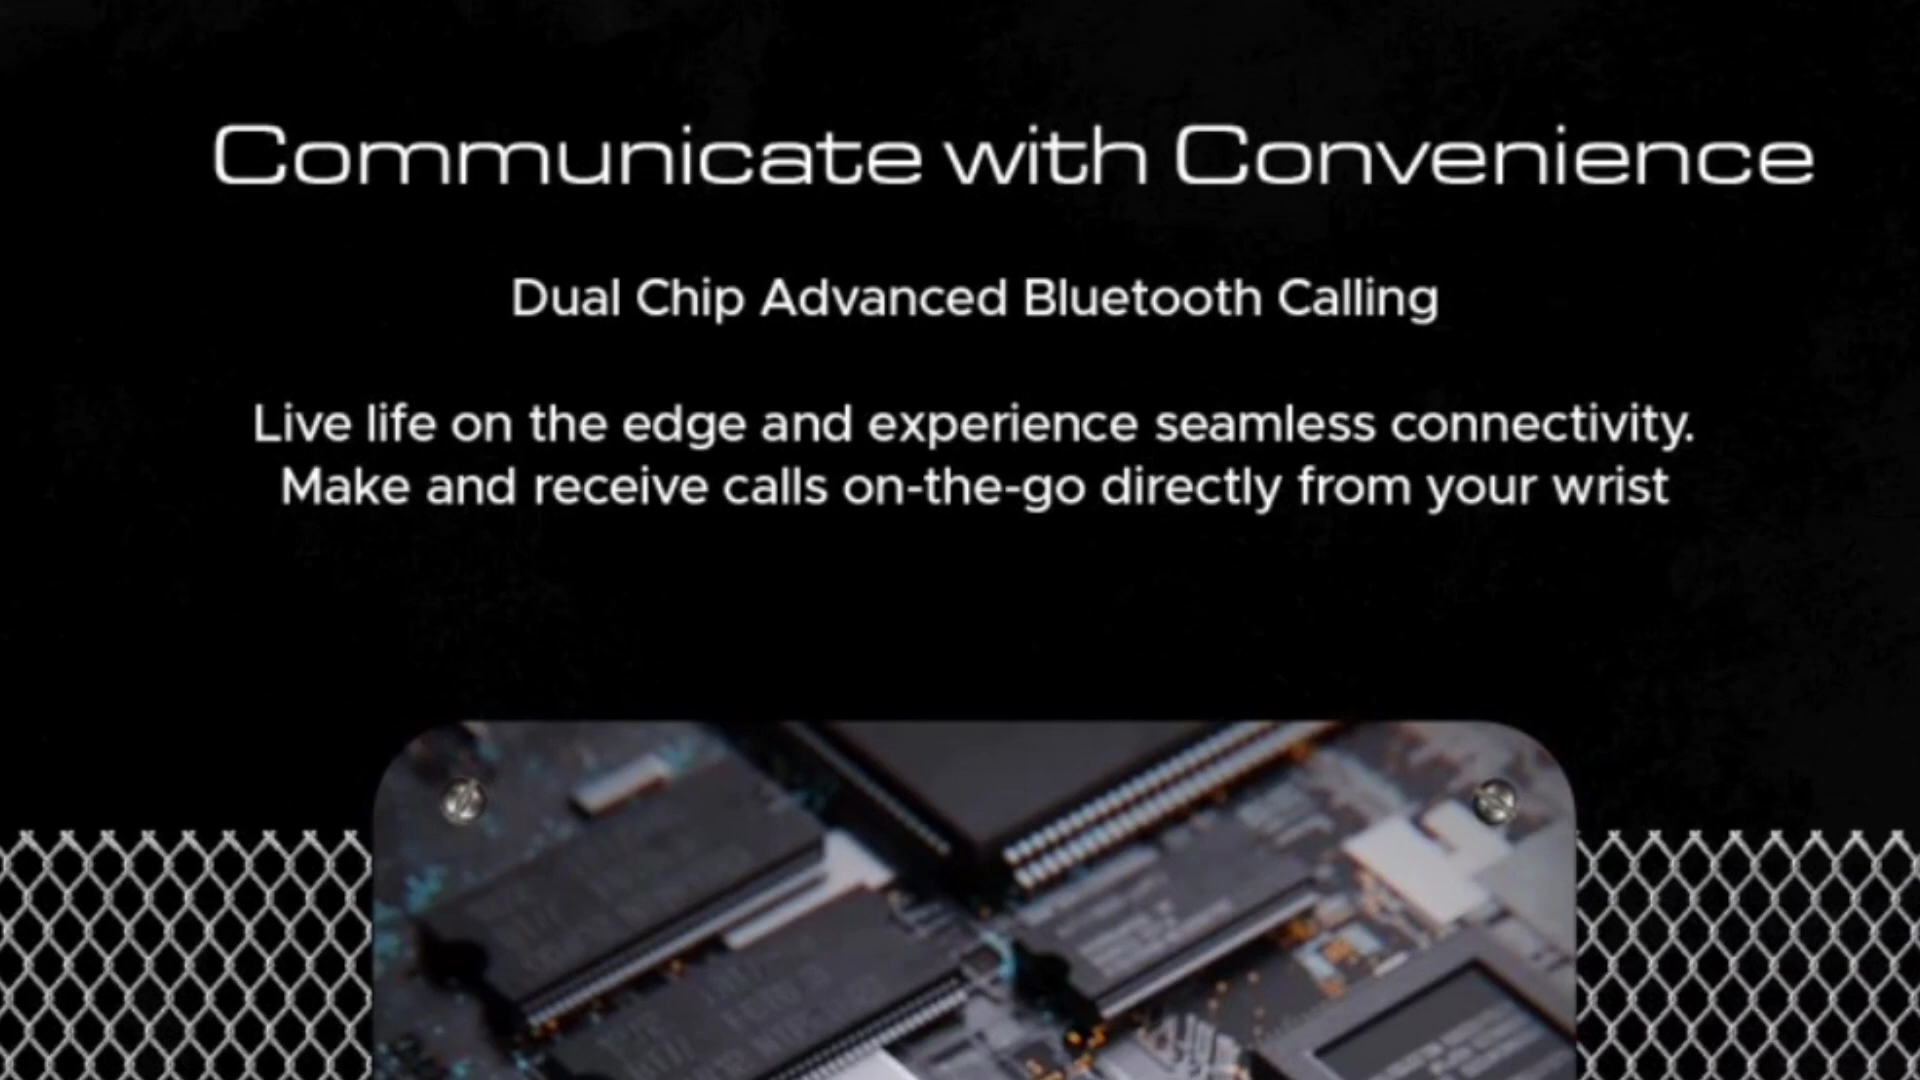 Communicate with Convenience
Dual Chip Advanced Bluetooth Calling
Live life on the edge and experience seamless connectivity.
Make and receive calls on-the-go directly from your wrist